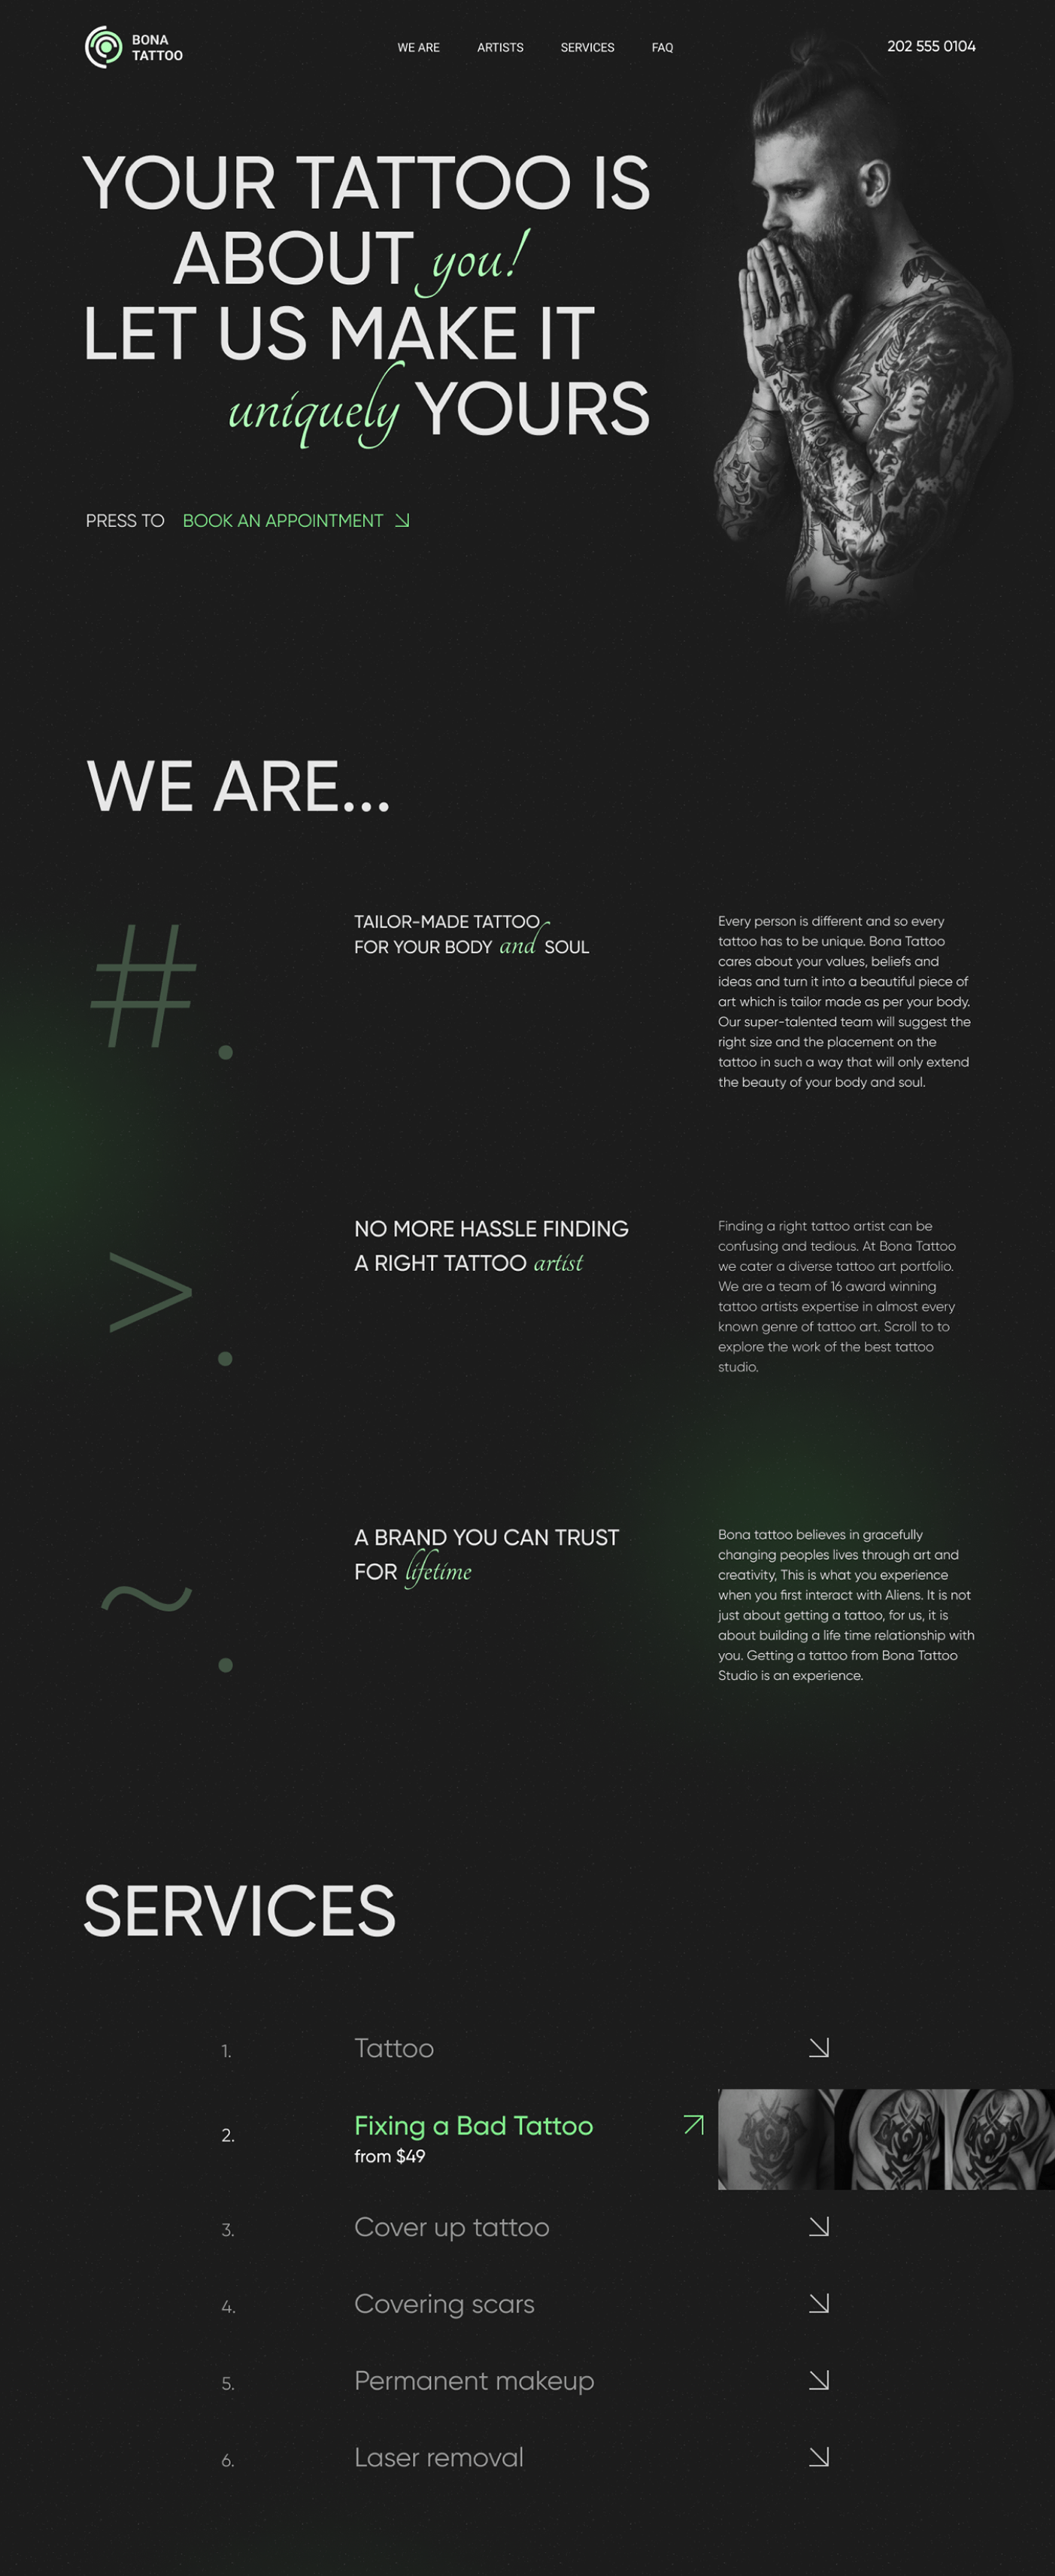 BONA
TATTOO
WE ARE
ARTISTS
SERVICES
FAQ
202 555 0104
YOUR TATTOO IS
ABOUT you!
LET US MAKE IT
uniquely YOURS
PRESS TO BOOK AN APPOINTMENT
WE ARE...
#.
TAILOR-MADE TATTOO
FOR YOUR BODY and SOUL
Every person is different and so every
tattoo has to be unique. Bona Tattoo
cares about your values, beliefs and
ideas and turn it into a beautiful piece of
art which is tailor made as per your body.
Our super-talented team will suggest the
right size and the placement on the
tattoo in such a way that will only extend
the beauty of your body and soul.
>.
NO MORE HASSLE FINDING
A RIGHT TATTOO artist
Finding a right tattoo artist can be
confusing and tedious. At Bona Tattoo
we cater a diverse tattoo art portfolio.
We are a team of 16 award winning
tattoo artists expertise in almost every
known genre of tattoo art. Scroll to to
explore the work of the best tattoo
studio.
~.
A BRAND YOU CAN TRUST
FOR lifetime
Bona tattoo believes in gracefully
changing peoples lives through art and
creativity, This is what you experience
when you first interact with Aliens. It is not
just about getting a tattoo, for us, it is
about building a life time relationship with
you. Getting a tattoo from Bona Tattoo
Studio is an experience.
SERVICES
1. Tattoo
2. Fixing a Bad Tattoo
from $49
3. Cover up tattoo
4. Covering scars
5. Permanent makeup
6. Laser removal